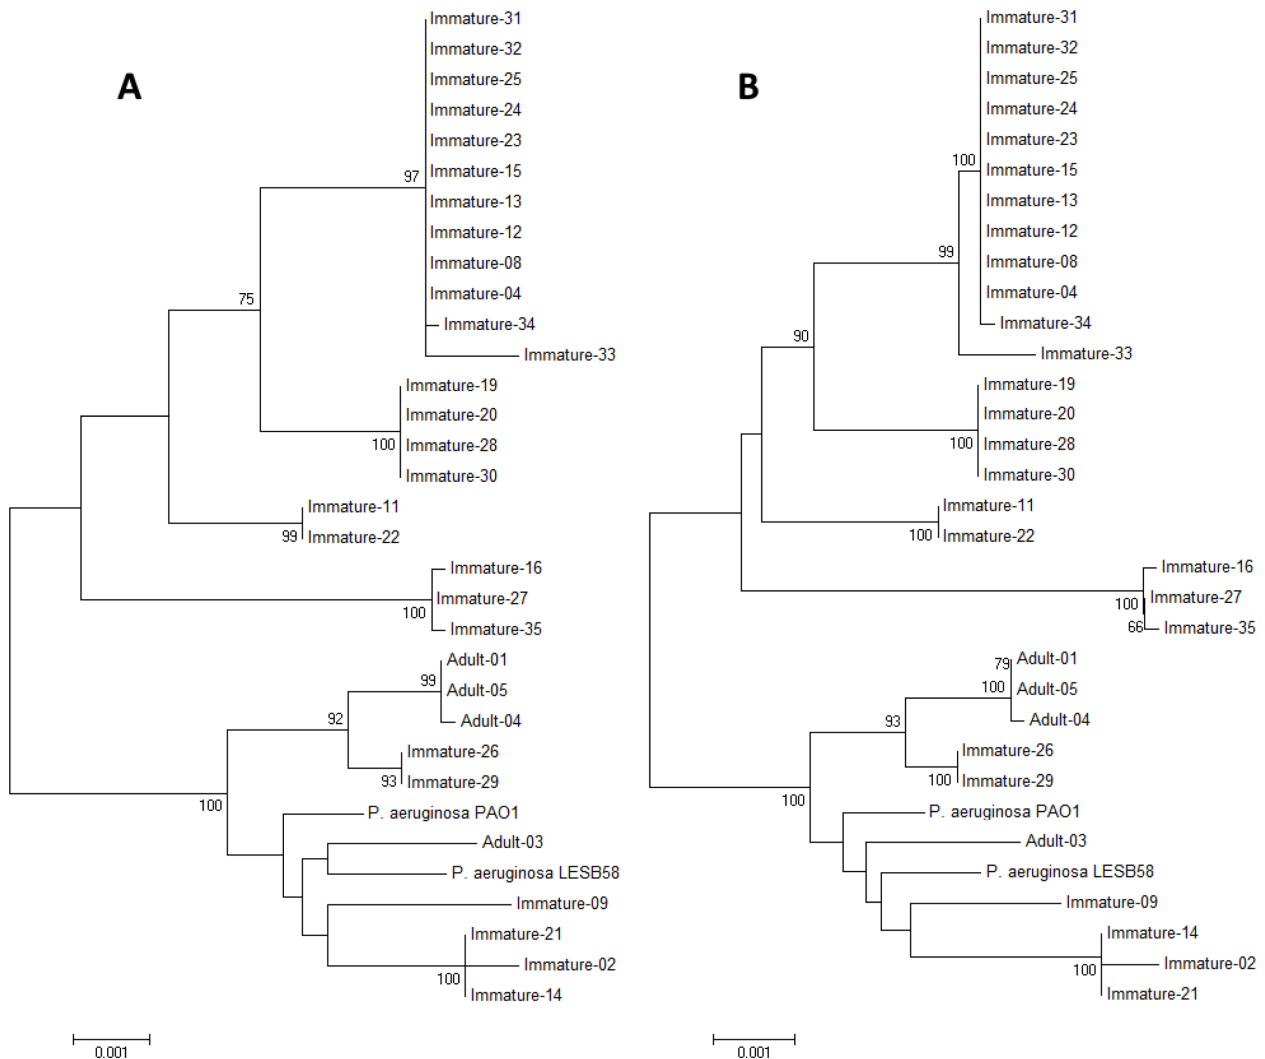 A
Immature-31
Immature-32
Immature-25
Immature-24
Immature-23
97
Immature-15
Immature-13
Immature-12
Immature-08
Immature-04
75
Immature-34
Immature-33
Immature-19
Immature-20
100
Immature-28
Immature-30
Immature-11
99
Immature-22
Immature-16
Immature-27
100
Immature-35
Adult-01
99
Adult-05
92
Adult-04
Immature-26
93
Immature-29
100
P. aeruginosa PAO1
Adult-03
P. aeruginosa LESB58
Immature-09
Immature-21
Immature-02
100
Immature-14
0.001
B
Immature-31
Immature-32
Immature-25
Immature-24
Immature-23
100
Immature-15
Immature-13
Immature-12
99
Immature-08
Immature-04
Immature-34
90
Immature-33
Immature-19
Immature-20
100
Immature-28
Immature-30
Immature-11
100
Immature-22
Immature-16
100
Immature-27
66
Immature-35
79
Adult-01
100
Adult-05
93
Adult-04
Immature-26
100
Immature-29
100
P. aeruginosa PAO1
Adult-03
P. aeruginosa LESB58
Immature-09
Immature-14
Immature-02
100
Immature-21
0.001